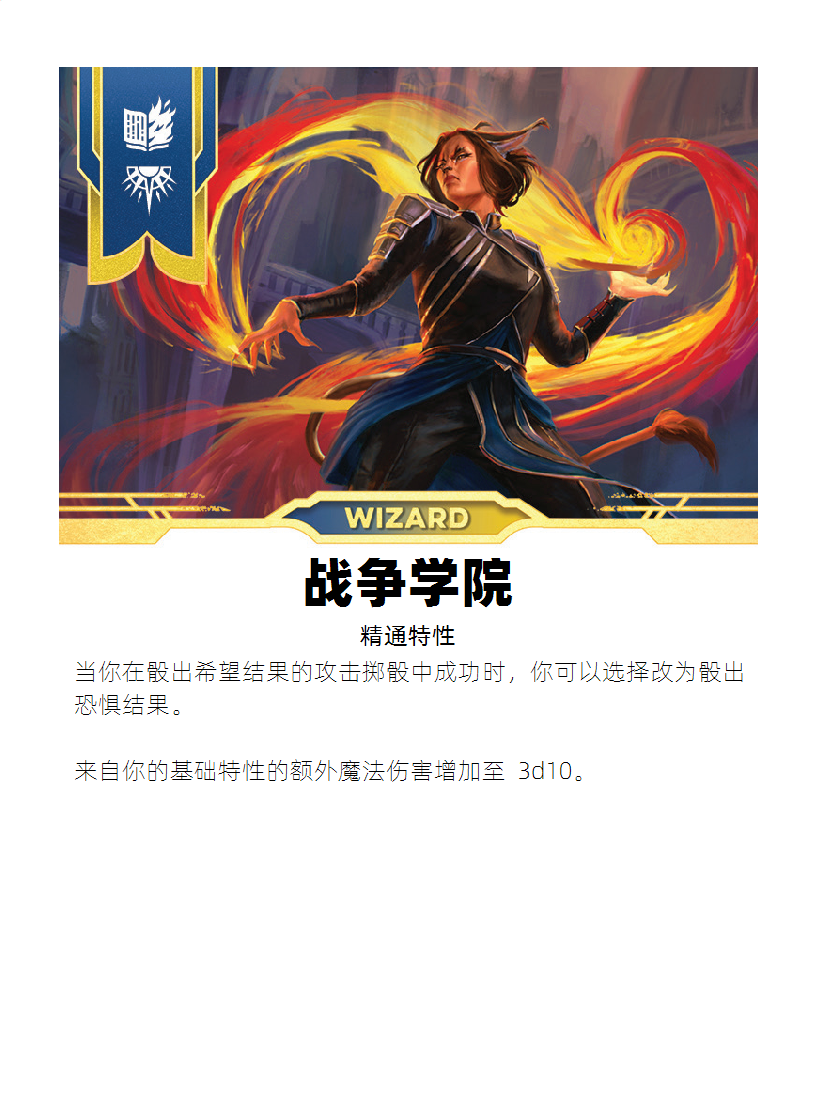 WIZARD
战争学院
精通特性
当你在骰出希望结果的攻击掷骰中成功时，你可以选择改为骰出
恐惧结果。
来自你的基础特性的额外魔法伤害增加至 3d10。